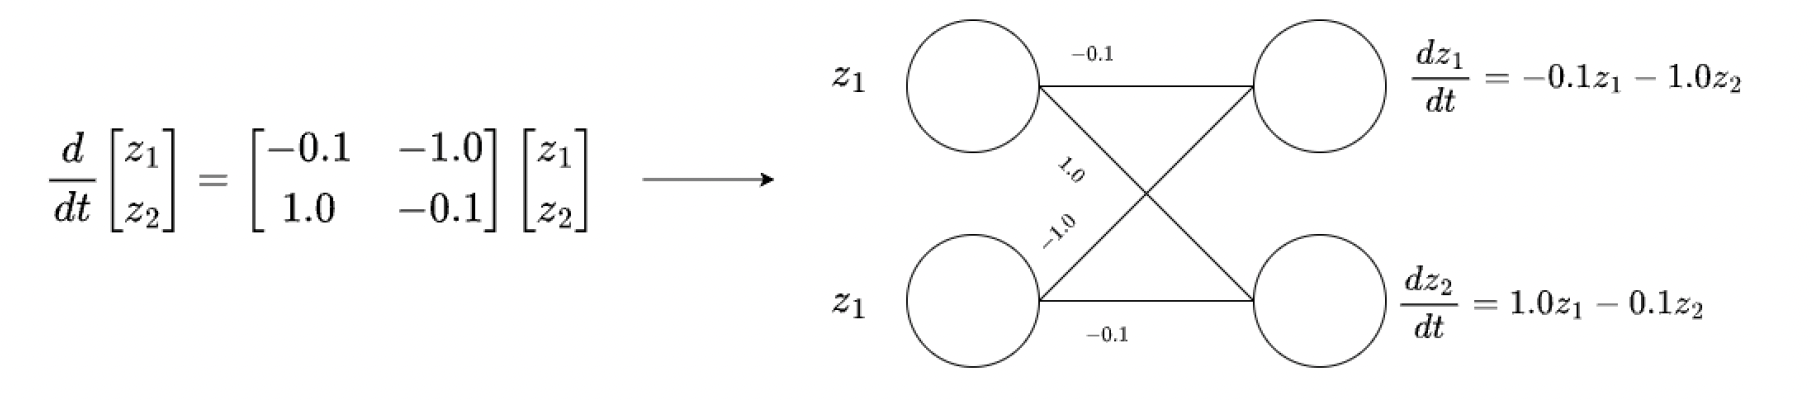 d/dt [z₁ z₂] = [−0.1 −1.0 1.0 −0.1] [z₁ z₂]
z₁
−0.1
dz₁/dt = −0.1z₁ − 1.0z₂
1.0
−1.0
z₁
−0.1
dz₂/dt = 1.0z₁ − 0.1z₂